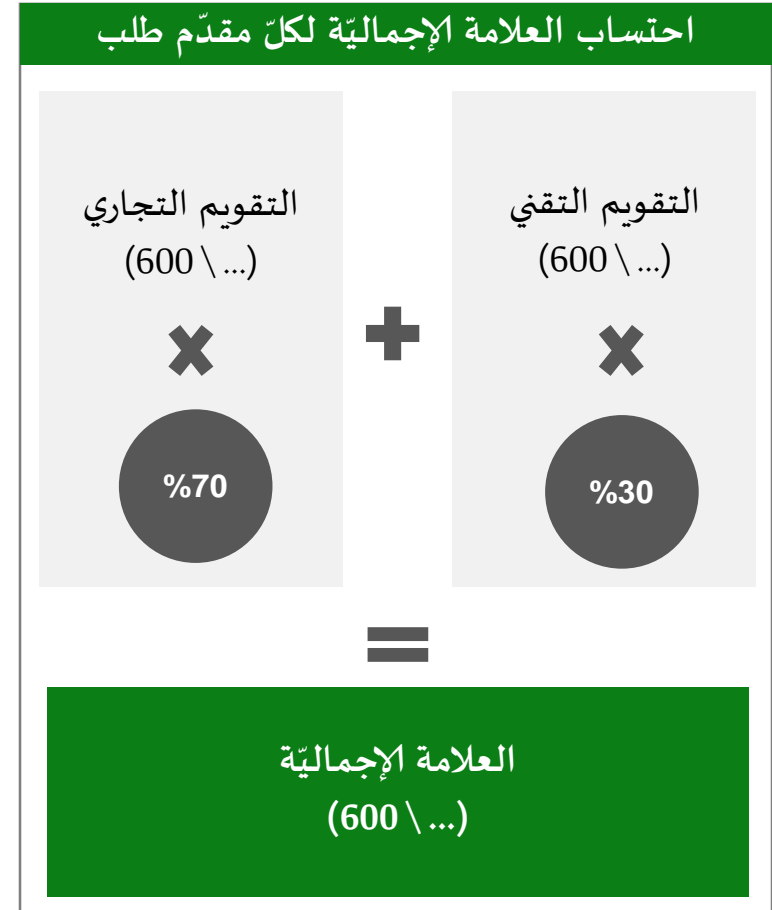 احتساب العلامة الإجماليّة لكلّ مقدّم طلب
التقويم التقني
(... \ 600)
%30
التقويم التجاري
(... \ 600)
%70
العلامة الإجماليّة
(... \ 600)